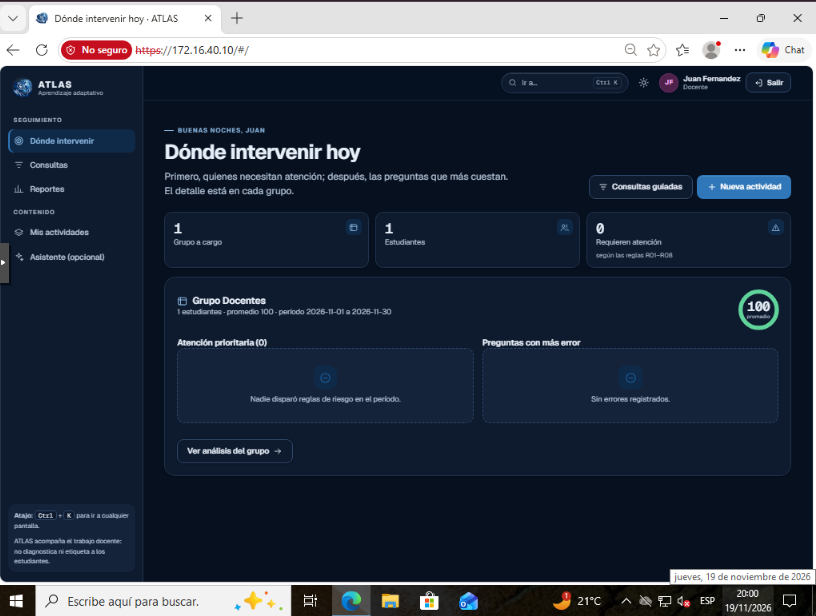 Dónde intervenir hoy · ATLAS
No seguro
https://172.16.40.10/#/
Chat
ATLAS
Aprendizaje adaptativo
Ir a...
Ctrl K
JF
Juan Fernandez
Docente
Salir
SEGUIMIENTO
Dónde intervenir
Consultas
Reportes
CONTENIDO
Mis actividades
Asistente (opcional)
BUENAS NOCHES, JUAN
Dónde intervenir hoy
Primero, quienes necesitan atención; después, las preguntas que más cuestan.
El detalle está en cada grupo.
Consultas guiadas
+ Nueva actividad
1
Grupo a cargo
1
Estudiantes
0
Requieren atención
según las reglas R01–R08
Grupo Docentes
1 estudiantes · promedio 100 · período 2026-11-01 a 2026-11-30
100
promedio
Atención prioritaria (0)
Nadie disparó reglas de riesgo en el período.
Preguntas con más error
Sin errores registrados.
Ver análisis del grupo →
Atajo: Ctrl + K para ir a cualquier
pantalla.
ATLAS acompaña el trabajo docente:
no diagnostica ni etiqueta a los
estudiantes.
jueves, 19 de noviembre de 2026
Escribe aquí para buscar.
1
21°C
ESP
20:00
19/11/2026